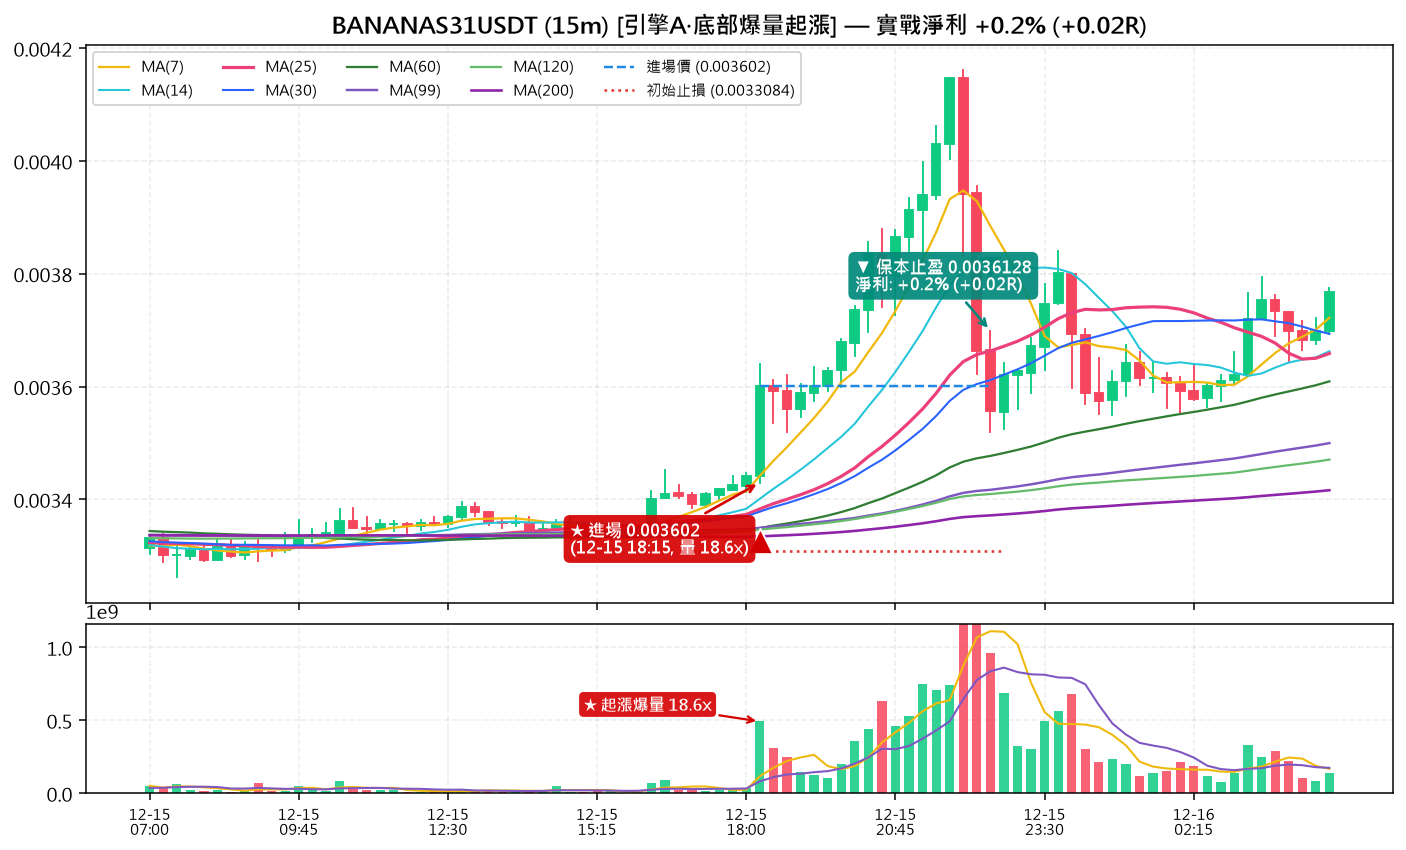 BANANAS31USDT (15m) [引擎A·底部爆量起漲] — 實戰淨利 +0.2% (+0.02R)
MA(7)
MA(14)
MA(25)
MA(30)
MA(60)
MA(99)
MA(120)
MA(200)
進場價 (0.003602)
初始止損 (0.0033084)
0.0042
0.0040
0.0038
0.0036
0.0034
▼ 保本止盈 0.0036128
淨利: +0.2% (+0.02R)
★ 進場 0.003602
(12-15 18:15, 量 18.6x)
1e9
1.0
0.5
0.0
★ 起漲爆量 18.6x
12-15
07:00
12-15
09:45
12-15
12:30
12-15
15:15
12-15
18:00
12-15
20:45
12-15
23:30
12-16
02:15